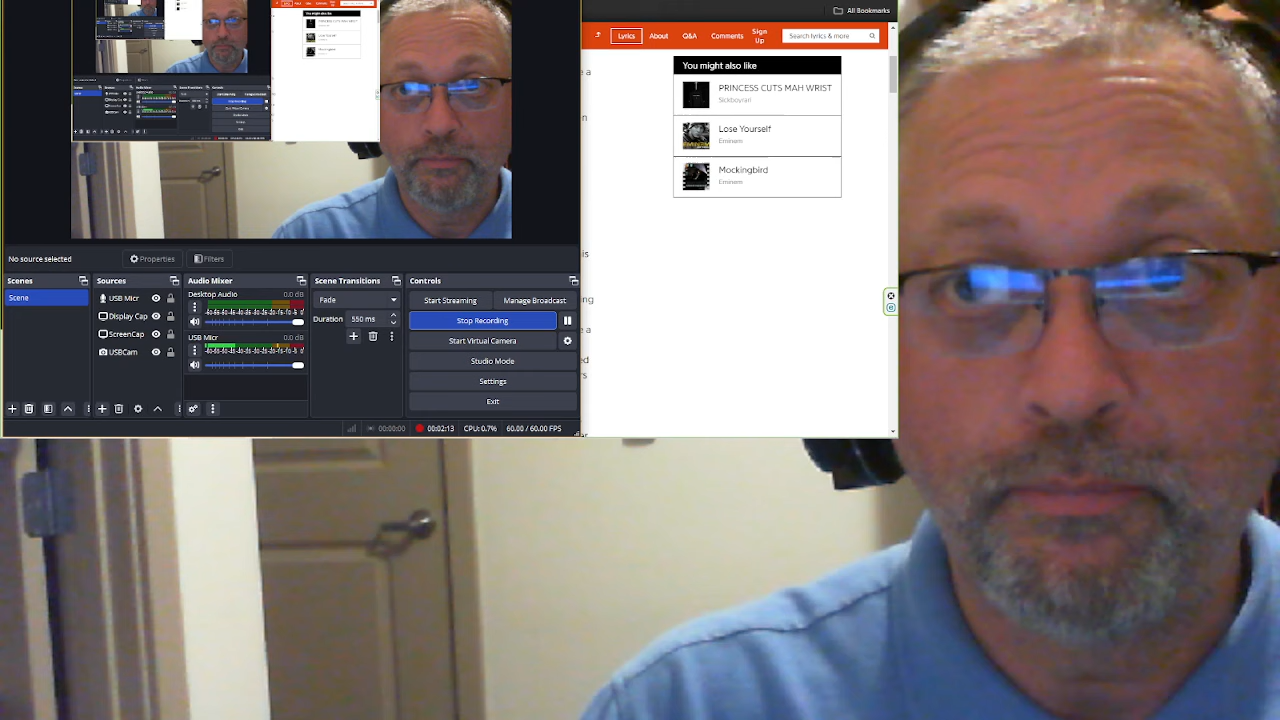 All Bookmarks
Lyrics
About
Q&A
Comments
Sign
Up
Search lyrics & more
You might also like
PRINCESS CUTS MAH WRIST
Sickboyrari
Lose Yourself
Eminem
Mockingbird
Eminem
No source selected
Properties
Filters
Scenes
Sources
Audio Mixer
Scene Transitions
Controls
Scene
USB Micr
Display Cap
ScreenCap
USBCam
Desktop Audio
0.0 dB
USB Micr
0.0 dB
Fade
Duration
550 ms
Start Streaming
Manage Broadcast
Stop Recording
Start Virtual Camera
Studio Mode
Settings
Exit
00:00:00
00:02:13
CPU: 0.7%
60.00 / 60.00 FPS